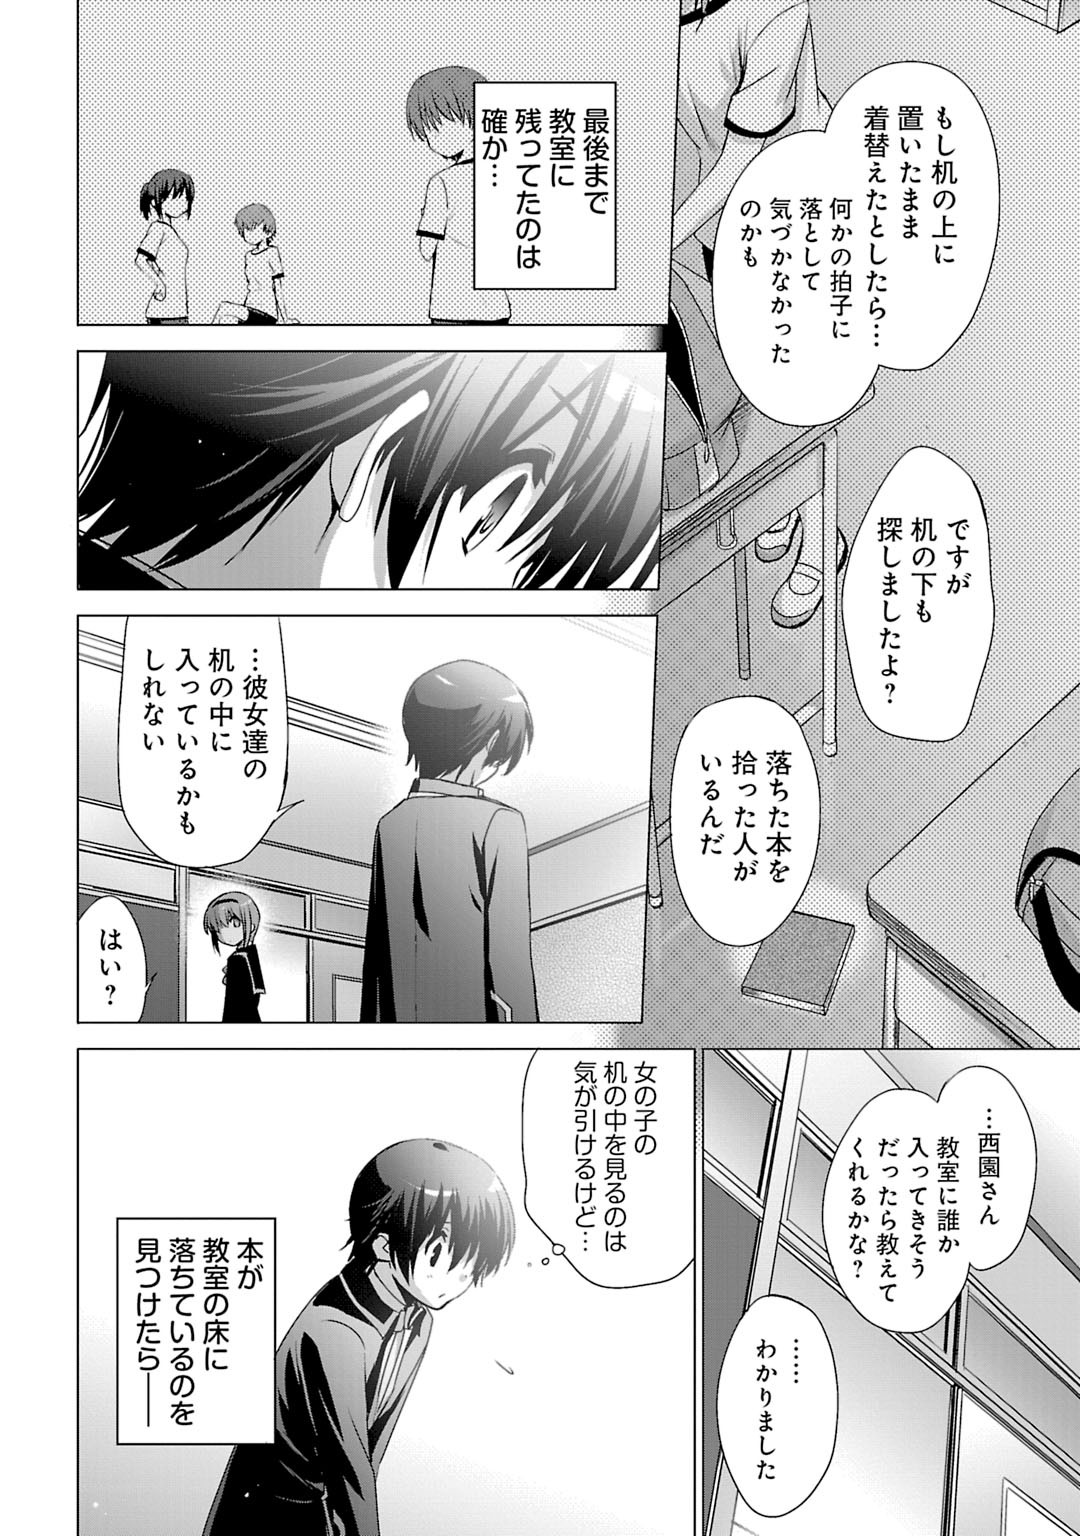 もし机の上に
置いたまま
着替えたとしたら…
何かの拍子に
落として
気づかなかった
のかも
ですが
机の下も
探しましたよ?
落ちた本を
拾った人が
いるんだ
最後まで
教室に
残ってたのは
確か…
…彼女達の
机の中に
入っているかも
しれない
はい?
…西園さん
教室に誰か
入ってきそう
だったら教えて
くれるかな?
……
わかりました
女の子の
机の中を見るのは
気が引けるけど…
本が
教室の床に
落ちているのを
見つけたら――